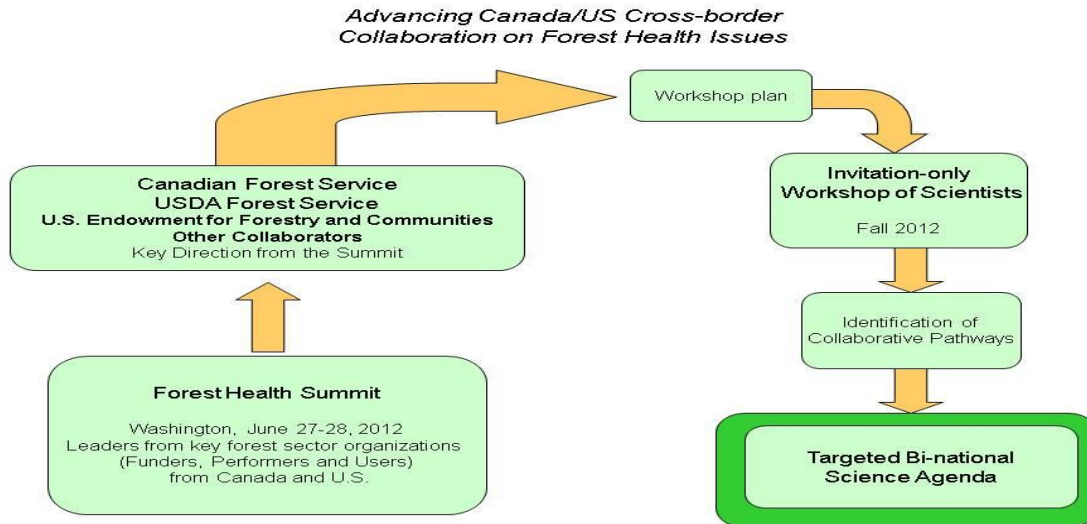 Advancing Canada/US Cross-border
Collaboration on Forest Health Issues
Workshop plan
Canadian Forest Service
USDA Forest Service
U.S. Endowment for Forestry and Communities
Other Collaborators
Key Direction from the Summit
Invitation-only
Workshop of Scientists
Fall 2012
Identification of
Collaborative Pathways
Forest Health Summit
Washington, June 27-28, 2012
Leaders from key forest sector organizations
(Funders, Performers and Users)
from Canada and U.S.
Targeted Bi-national
Science Agenda